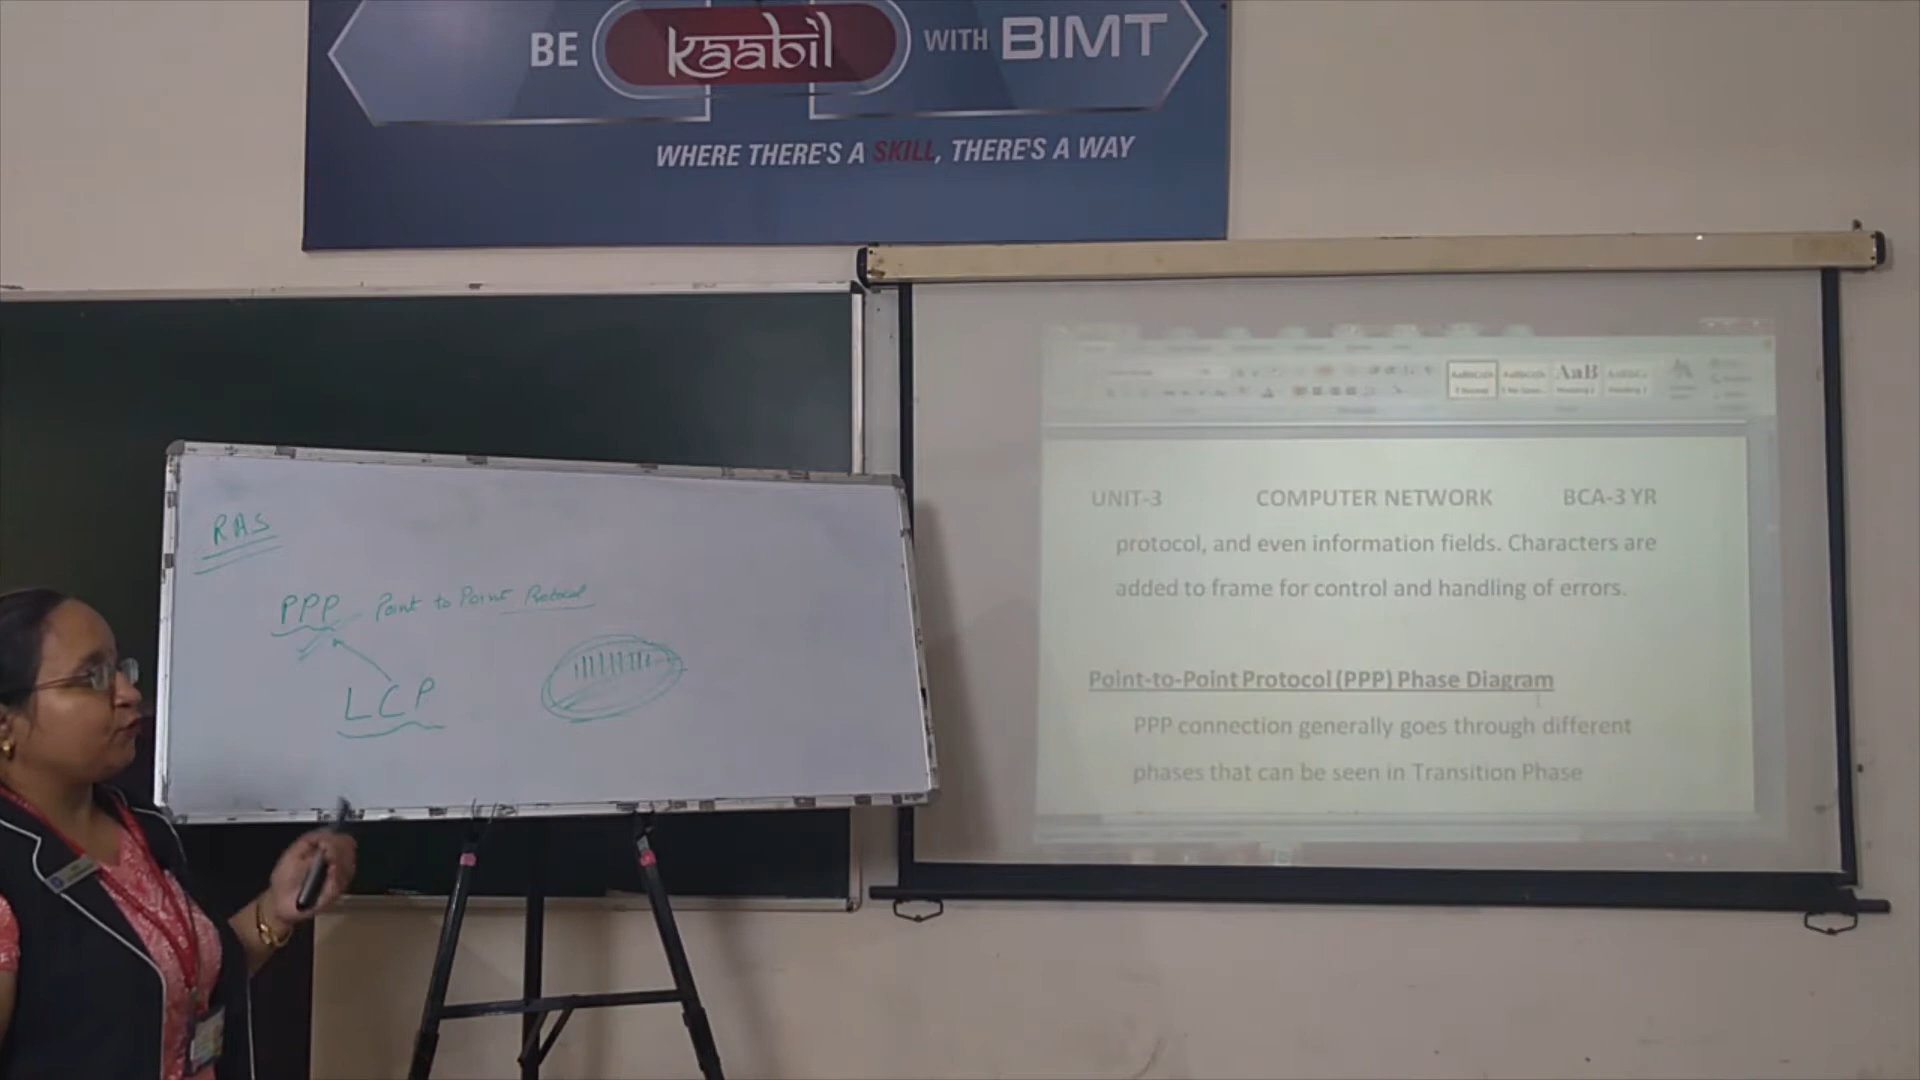 BE kaabil WITH BIMT
WHERE THERE'S A SKILL, THERE'S A WAY
RAS
PPP Point to Point Protocol
LCP
AaB
UNIT-3 COMPUTER NETWORK BCA-3 YR
protocol, and even information fields. Characters are
added to frame for control and handling of errors.
Point-to-Point Protocol (PPP) Phase Diagram
PPP connection generally goes through different
phases that can be seen in Transition Phase